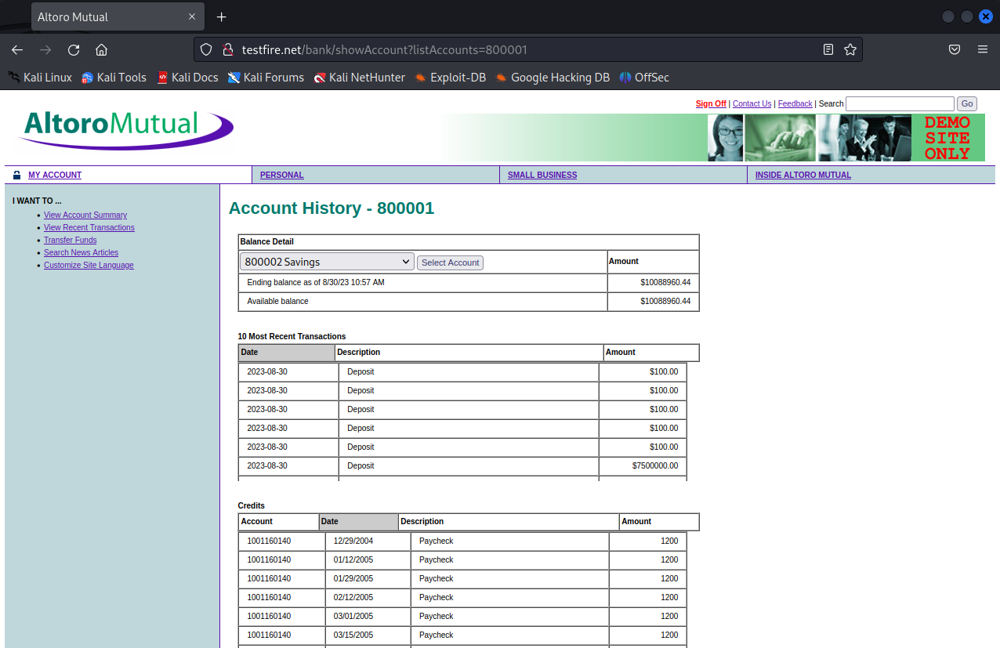 Altoro Mutual
testfire.net/bank/showAccount?listAccounts=800001
Kali Linux Kali Tools Kali Docs Kali Forums Kali NetHunter Exploit-DB Google Hacking DB OffSec
Sign Off | Contact Us | Feedback | Search Go
AltoroMutual
DEMO
SITE
ONLY
MY ACCOUNT PERSONAL SMALL BUSINESS INSIDE ALTORO MUTUAL
I WANT TO ...
• View Account Summary
• View Recent Transactions
• Transfer Funds
• Search News Articles
• Customize Site Language
Account History - 800001
Balance Detail
800002 Savings Select Account Amount
Ending balance as of 8/30/23 10:57 AM $10088960.44
Available balance $10088960.44
10 Most Recent Transactions
Date Description Amount
2023-08-30 Deposit $100.00
2023-08-30 Deposit $100.00
2023-08-30 Deposit $100.00
2023-08-30 Deposit $100.00
2023-08-30 Deposit $100.00
2023-08-30 Deposit $7500000.00
Credits
Account Date Description Amount
1001160140 12/29/2004 Paycheck 1200
1001160140 01/12/2005 Paycheck 1200
1001160140 01/29/2005 Paycheck 1200
1001160140 02/12/2005 Paycheck 1200
1001160140 03/01/2005 Paycheck 1200
1001160140 03/15/2005 Paycheck 1200